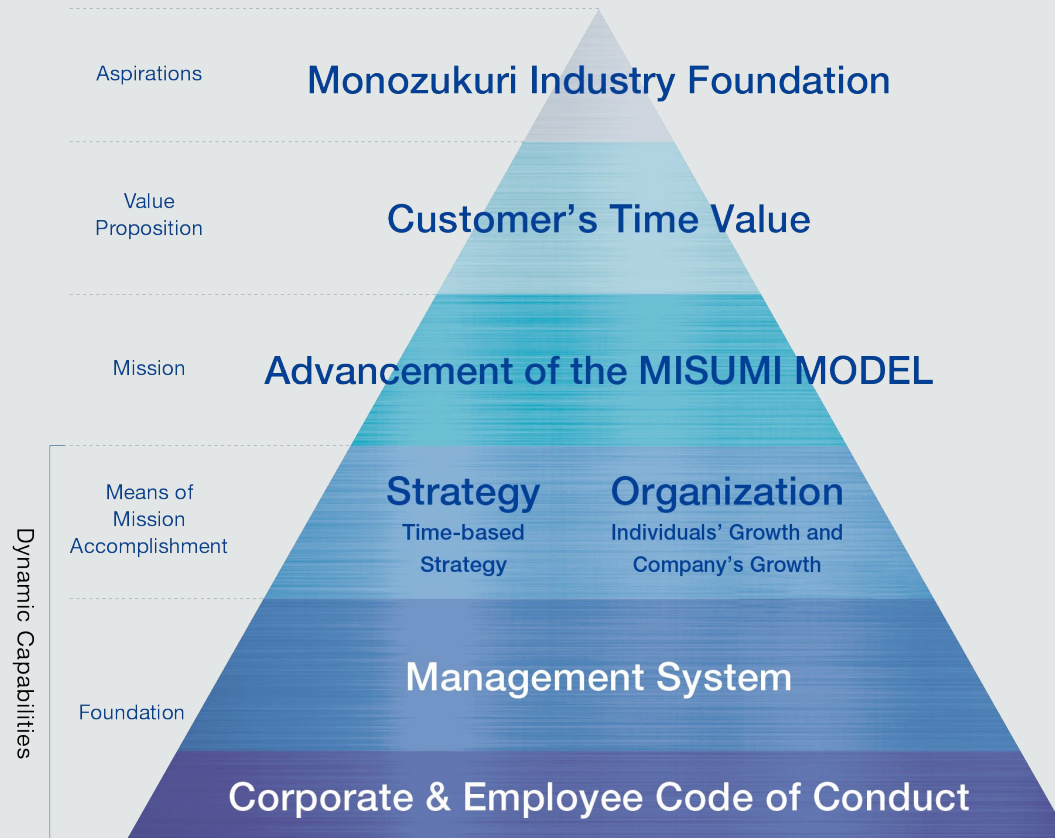 Aspirations
Monozukuri Industry Foundation
Value
Proposition
Customer’s Time Value
Mission
Advancement of the MISUMI MODEL
Dynamic Capabilities
Means of
Mission
Accomplishment
Strategy
Time-based
Strategy
Organization
Individuals’ Growth and
Company’s Growth
Foundation
Management System
Corporate & Employee Code of Conduct